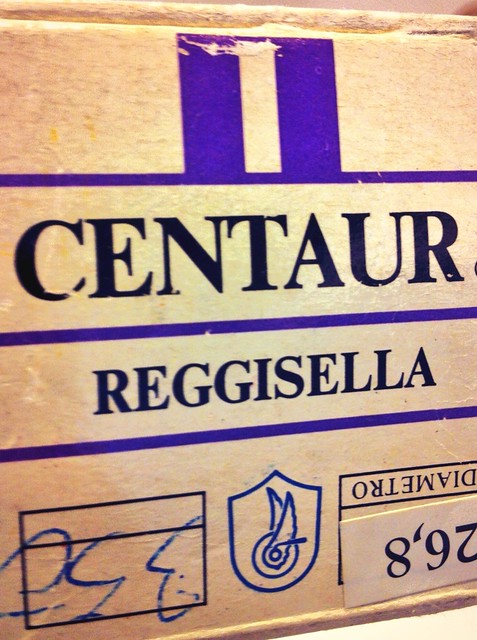 CENTAUR
REGGISELLA
DIAMETRO
26,8